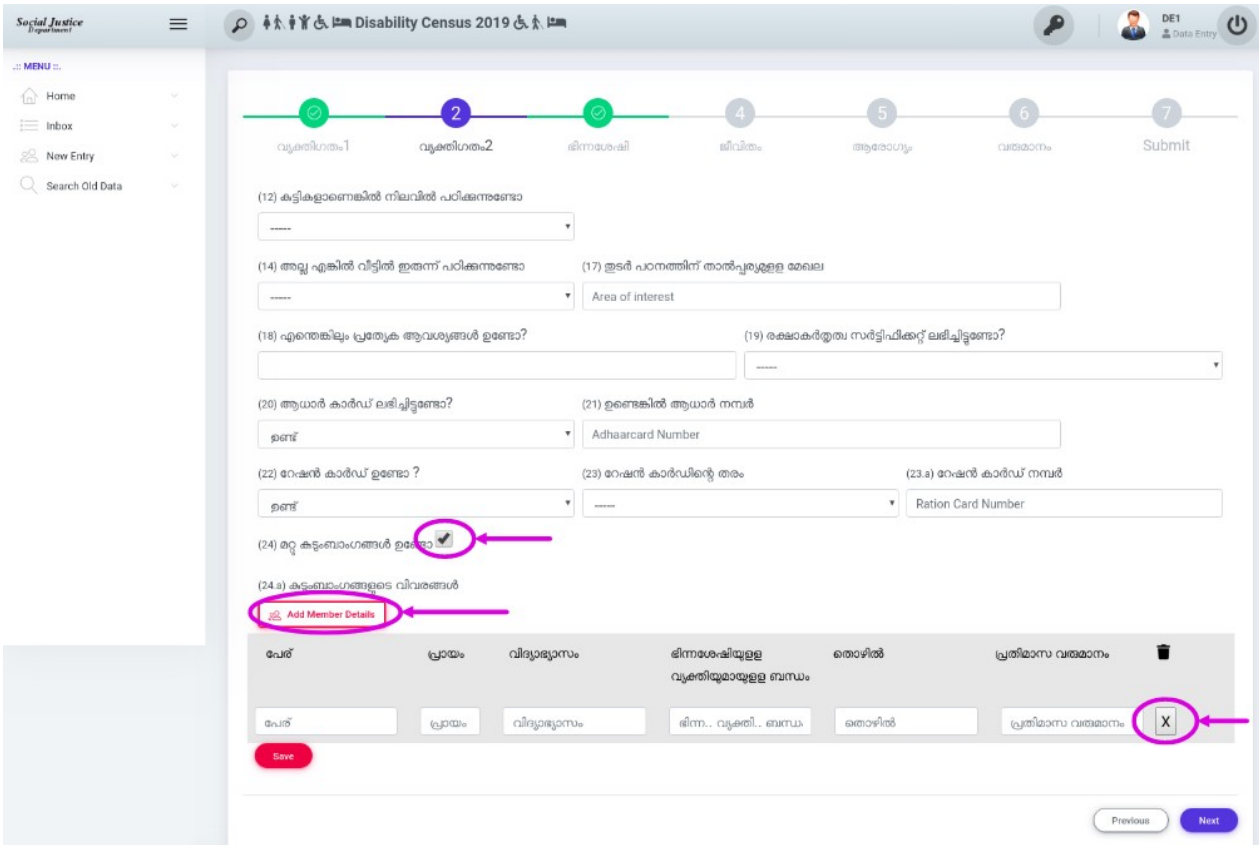 Social Justice
Department
Disability Census 2019
DE1
Data Entry
.:: MENU ::.
Home
Inbox
New Entry
Search Old Data
2 4 5 6 7
വ്യക്തിഗതം1 വ്യക്തിഗതം2 ഭിന്നശേഷി ജീവിതം ആരോഗ്യം വരുമാനം Submit
(12) കുട്ടികളാണെങ്കിൽ നിലവിൽ പഠിക്കുന്നുണ്ടോ
-----
(14) അല്ല എങ്കിൽ വീട്ടിൽ ഇരുന്ന് പഠിക്കുന്നുണ്ടോ (17) തുടർ പഠനത്തിന് താൽപ്പര്യമുളള മേഖല
----- Area of interest
(18) എന്തെങ്കിലും പ്രത്യേക ആവശ്യങ്ങൾ ഉണ്ടോ? (19) രക്ഷാകർതൃത്വ സർട്ടിഫിക്കറ്റ് ലഭിച്ചിട്ടുണ്ടോ?
-----
(20) ആധാർ കാർഡ് ലഭിച്ചിട്ടുണ്ടോ? (21) ഉണ്ടെങ്കിൽ ആധാർ നമ്പർ
ഉണ്ട് Adhaarcard Number
(22) റേഷൻ കാർഡ് ഉണ്ടോ ? (23) റേഷൻ കാർഡിന്റെ തരം (23.a) റേഷൻ കാർഡ് നമ്പർ
ഉണ്ട് ----- Ration Card Number
(24) മറ്റു കുടുംബാംഗങ്ങൾ ഉണ്ടോ
(24.a) കുടുംബാംഗങ്ങളുടെ വിവരങ്ങൾ
Add Member Details
പേര് പ്രായം വിദ്യാഭ്യാസം ഭിന്നശേഷിയുളള തൊഴിൽ പ്രതിമാസ വരുമാനം
വ്യക്തിയുമായുളള ബന്ധം
പേര് പ്രായം വിദ്യാഭ്യാസം ഭിന്ന.. വ്യക്തി.. ബന്ധം തൊഴിൽ പ്രതിമാസ വരുമാനം X
Save
Previous Next